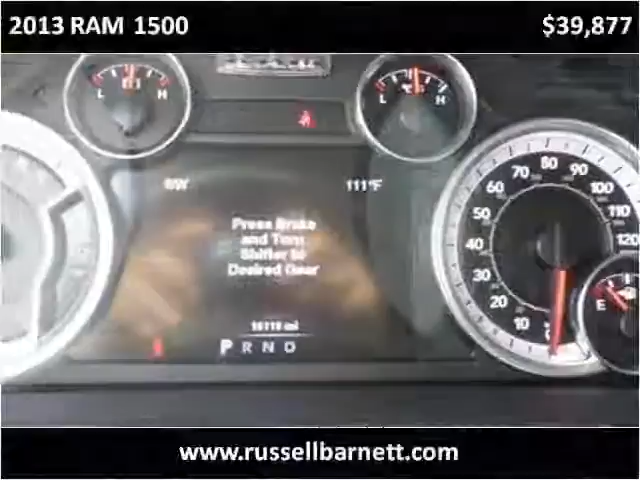 2013 RAM 1500 $39,877
L H L H
SW 111°F
Press Brake
and Turn
Shifter to
Desired Gear
P R N D
80
70 90
60 100
50 110
40 120
30
20
10
E
www.russellbarnett.com